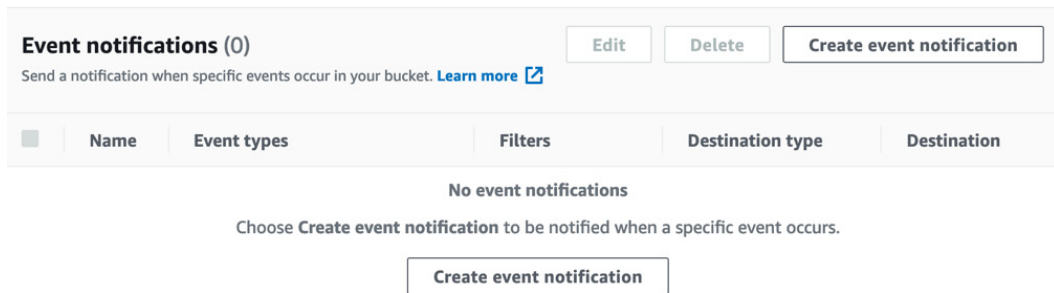 Event notifications (0)
Edit
Delete
Create event notification
Send a notification when specific events occur in your bucket. Learn more
Name
Event types
Filters
Destination type
Destination
No event notifications
Choose Create event notification to be notified when a specific event occurs.
Create event notification